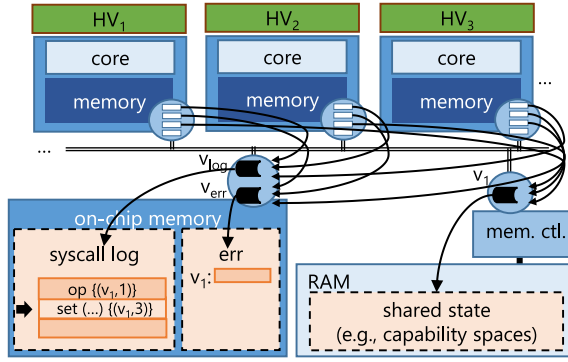 HV1 HV2 HV3
core core core
memory memory memory
...
...
vlog
verr
v1
on-chip memory
mem. ctl.
syscall log
err
v1:
op {(v1,1)}
set (...) {(v1,3)}
RAM
shared state
(e.g., capability spaces)